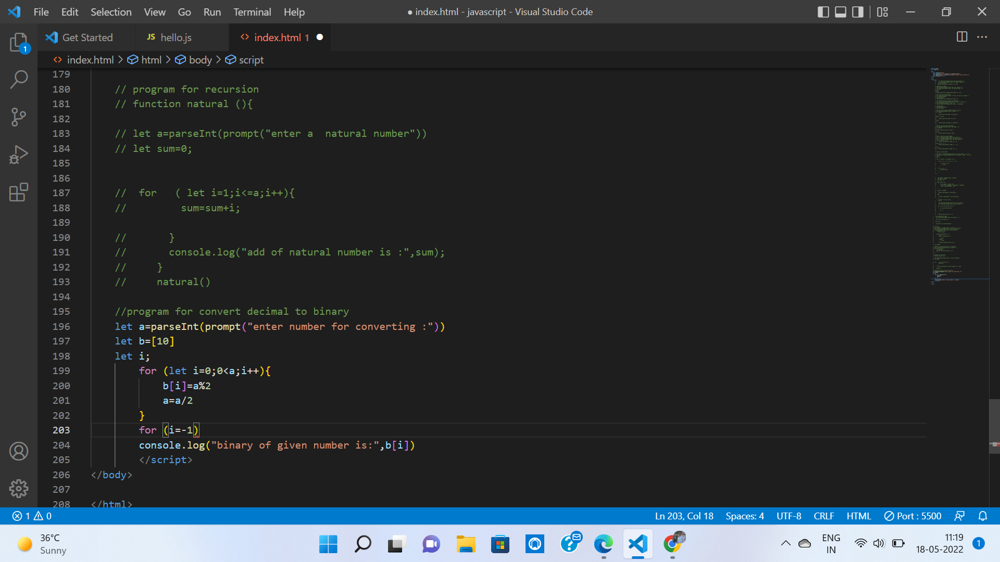 File Edit Selection View Go Run Terminal Help
● index.html - javascript - Visual Studio Code
Get Started
JS hello.js
<> index.html 1 ●
<> index.html > html > body > script
179
180 // program for recursion
181 // function natural (){
182
183 // let a=parseInt(prompt("enter a  natural number"))
184 // let sum=0;
185
186
187 //  for   ( let i=1;i<=a;i++){
188 //         sum=sum+i;
189
190 //       }
191 //       console.log("add of natural number is :",sum);
192 //     }
193 //     natural()
194
195 //program for convert decimal to binary
196 let a=parseInt(prompt("enter number for converting :"))
197 let b=[10]
198 let i;
199 for (let i=0;0<a;i++){
200 b[i]=a%2
201 a=a/2
202 }
203 for (i=-1)
204 console.log("binary of given number is:",b[i])
205 </script>
206 </body>
207
208 </html>
1
1 0
Ln 203, Col 18 Spaces: 4 UTF-8 CRLF HTML Port : 5500
36°C
Sunny
ENG
IN
11:19
18-05-2022
1